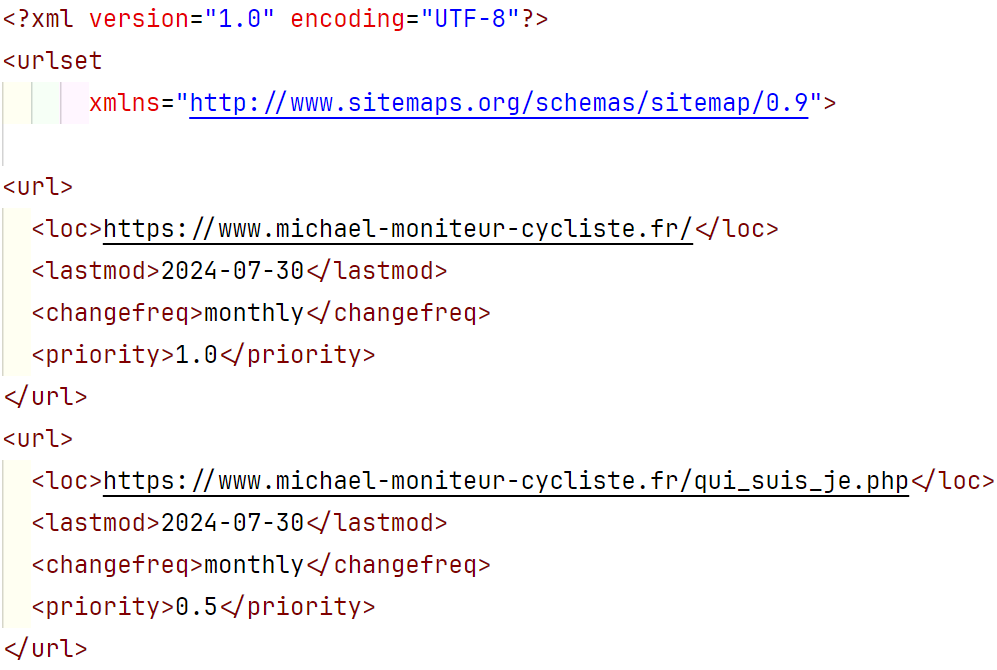 <?xml version="1.0" encoding="UTF-8"?>
<urlset
xmlns="http://www.sitemaps.org/schemas/sitemap/0.9">
<url>
<loc>https://www.michael-moniteur-cycliste.fr/</loc>
<lastmod>2024-07-30</lastmod>
<changefreq>monthly</changefreq>
<priority>1.0</priority>
</url>
<url>
<loc>https://www.michael-moniteur-cycliste.fr/qui_suis_je.php</loc>
<lastmod>2024-07-30</lastmod>
<changefreq>monthly</changefreq>
<priority>0.5</priority>
</url>